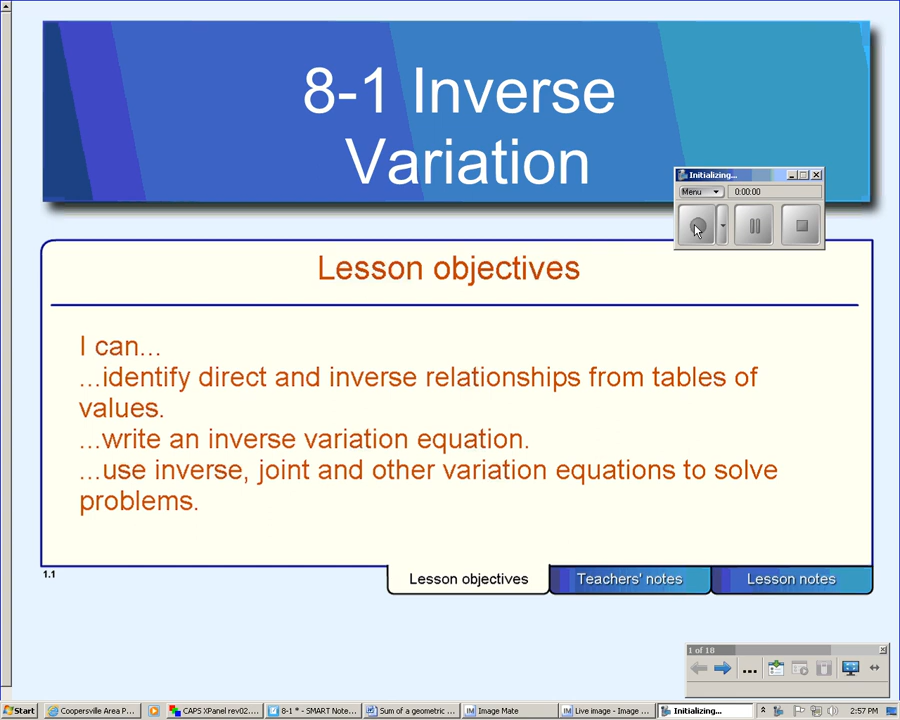 8-1 Inverse
Variation
Initializing...
Menu
0:00:00
Lesson objectives
I can...
...identify direct and inverse relationships from tables of
values.
...write an inverse variation equation.
...use inverse, joint and other variation equations to solve
problems.
1.1
Lesson objectives
Teachers' notes
Lesson notes
1 of 18
Start
Coopersville Area P...
CAPS XPanel rev02....
8-1 * - SMART Note...
Sum of a geometric ...
Image Mate
Live image - Image ...
Initializing...
2:57 PM